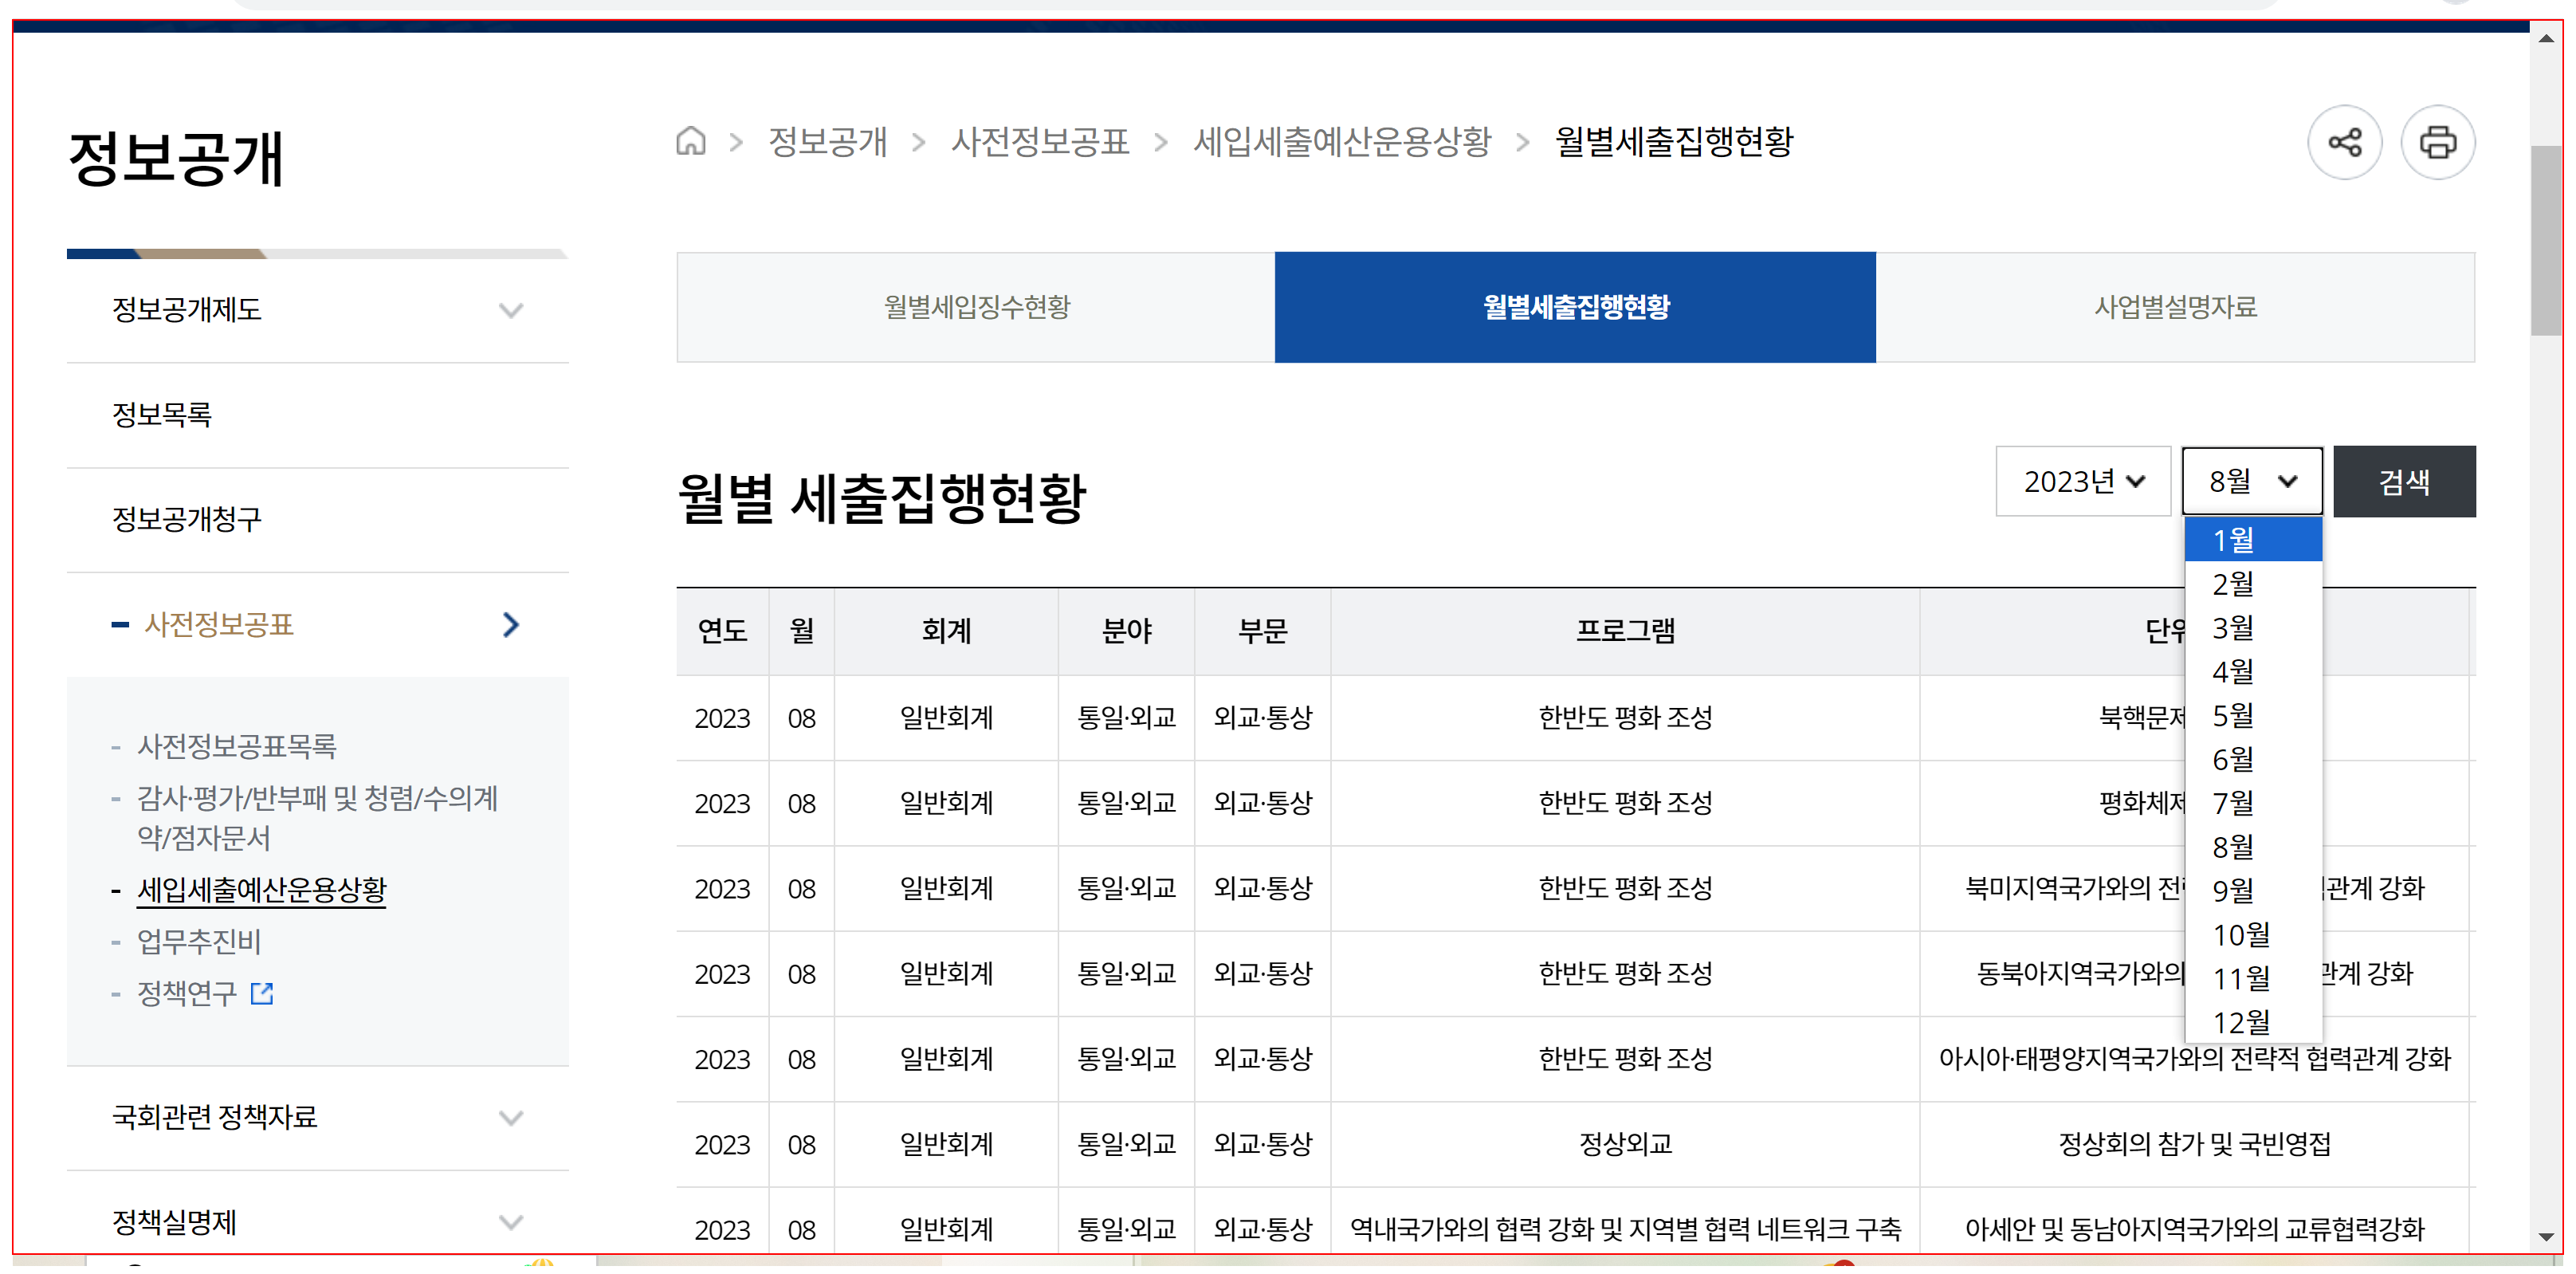 정보공개
정보공개 > 사전정보공표 > 세입세출예산운용상황 > 월별세출집행현황
정보공개제도
정보목록
정보공개청구
사전정보공표
- 사전정보공표목록
- 감사·평가/반부패 및 청렴/수의계
약/점자문서
- 세입세출예산운용상황
- 업무추진비
- 정책연구
국회관련 정책자료
정책실명제
월별세입징수현황 월별세출집행현황 사업별설명자료
월별 세출집행현황
2023년 8월 검색
1월
2월
3월
4월
5월
6월
7월
8월
9월
10월
11월
12월
연도 월 회계 분야 부문 프로그램
2023 08 일반회계 통일·외교 외교·통상 한반도 평화 조성
2023 08 일반회계 통일·외교 외교·통상 한반도 평화 조성
2023 08 일반회계 통일·외교 외교·통상 한반도 평화 조성 북미지역국가와의 강화
2023 08 일반회계 통일·외교 외교·통상 한반도 평화 조성 동북아지역국가와의 강화
2023 08 일반회계 통일·외교 외교·통상 한반도 평화 조성 아시아·태평양지역국가와의 전략적 협력관계 강화
2023 08 일반회계 통일·외교 외교·통상 정상외교 정상회의 참가 및 국빈영접
2023 08 일반회계 통일·외교 외교·통상 역내국가와의 협력 강화 및 지역별 협력 네트워크 구축 아세안 및 동남아지역국가와의 교류협력강화